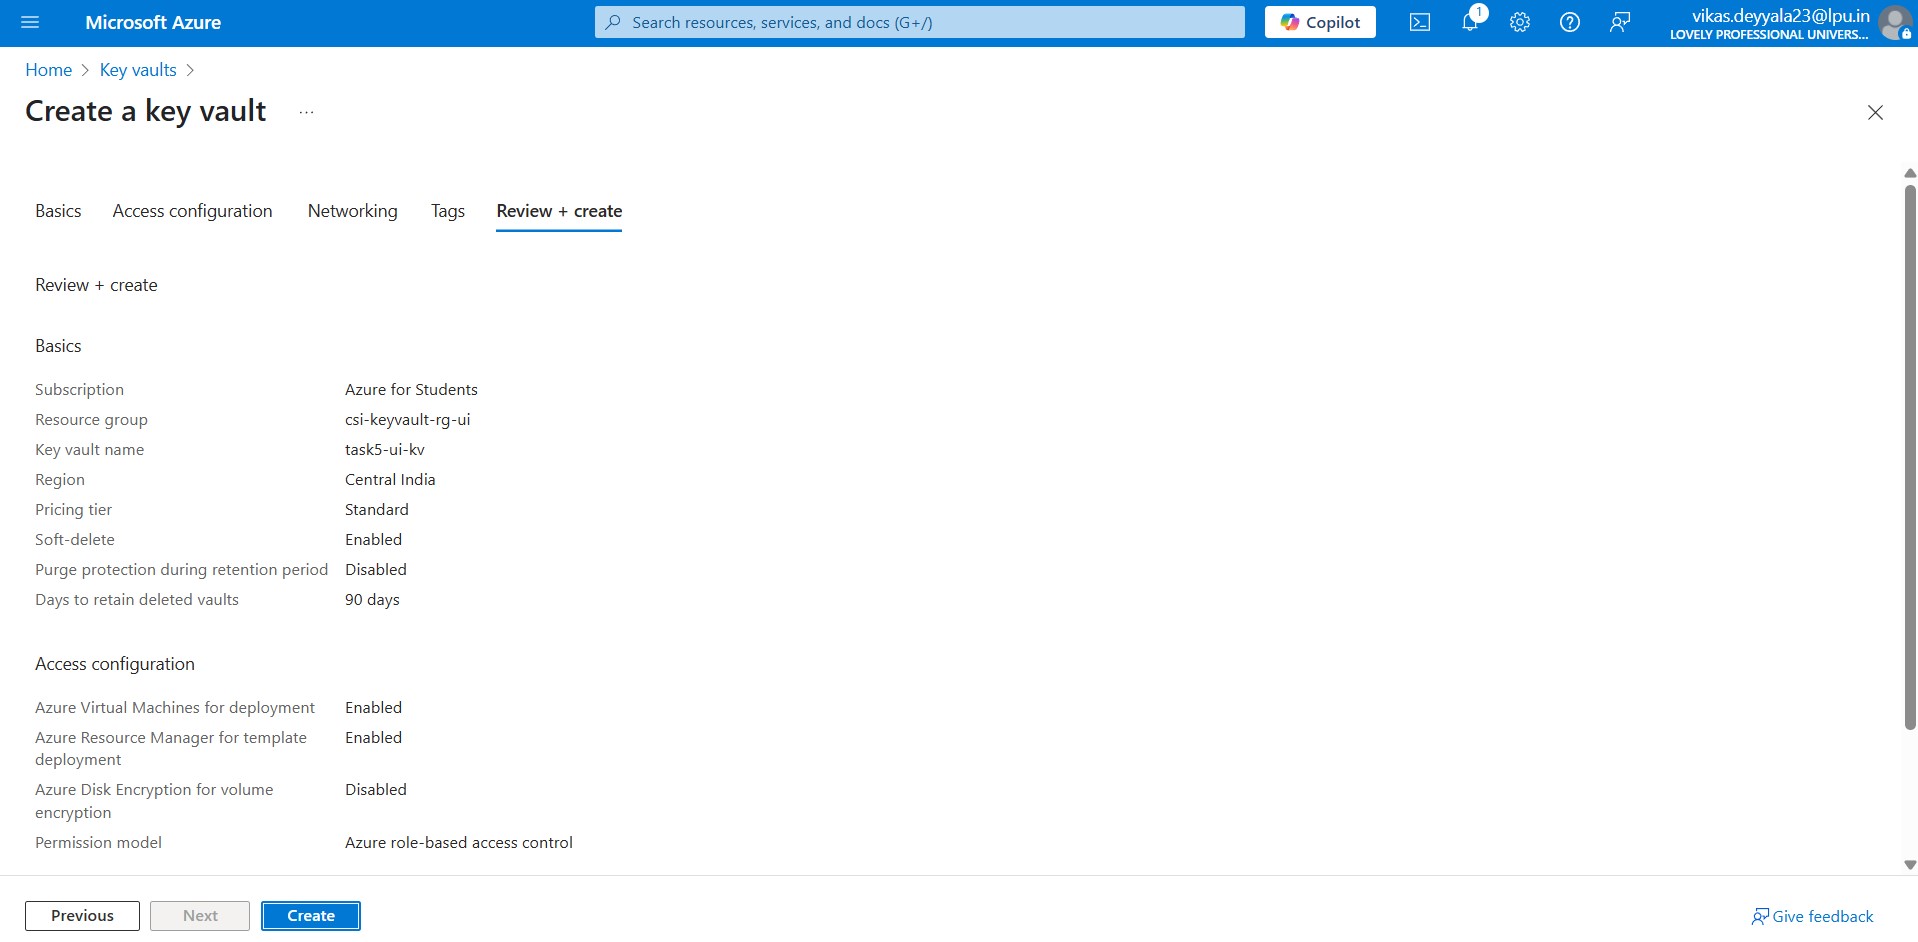 Microsoft Azure
Search resources, services, and docs (G+/)
Copilot
1
vikas.deyyala23@lpu.in
LOVELY PROFESSIONAL UNIVERS...
Home > Key vaults >
Create a key vault ...
Basics Access configuration Networking Tags Review + create
Review + create
Basics
Subscription Azure for Students
Resource group csi-keyvault-rg-ui
Key vault name task5-ui-kv
Region Central India
Pricing tier Standard
Soft-delete Enabled
Purge protection during retention period Disabled
Days to retain deleted vaults 90 days
Access configuration
Azure Virtual Machines for deployment Enabled
Azure Resource Manager for template Enabled
deployment
Azure Disk Encryption for volume Disabled
encryption
Permission model Azure role-based access control
Previous Next Create Give feedback